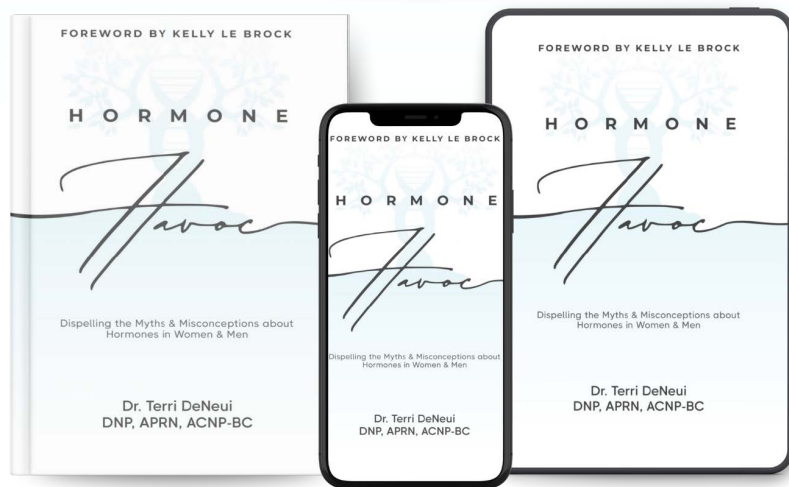 FOREWORD BY KELLY LE BROCK
HORMONE
Havoc
Dispelling the Myths & Misconceptions about
Hormones in Women & Men
Dr. Terri DeNeui
DNP, APRN, ACNP-BC
FOREWORD BY KELLY LE BROCK
HORMONE
Havoc
Dispelling the Myths & Misconceptions about
Hormones in Women & Men
Dr. Terri DeNeui
DNP, APRN, ACNP-BC
FOREWORD BY KELLY LE BROCK
HORMONE
Havoc
Dispelling the Myths & Misconceptions about
Hormones in Women & Men
Dr. Terri DeNeui
DNP, APRN, ACNP-BC